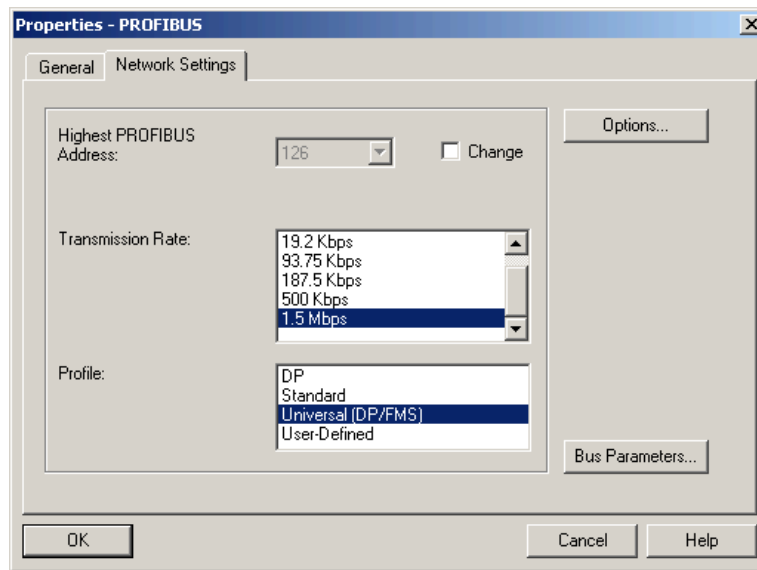 Properties - PROFIBUS
General
Network Settings
Highest PROFIBUS
Address:
126
Change
Options...
Transmission Rate:
19.2 Kbps
93.75 Kbps
187.5 Kbps
500 Kbps
1.5 Mbps
Profile:
DP
Standard
Universal (DP/FMS)
User-Defined
Bus Parameters...
OK
Cancel
Help